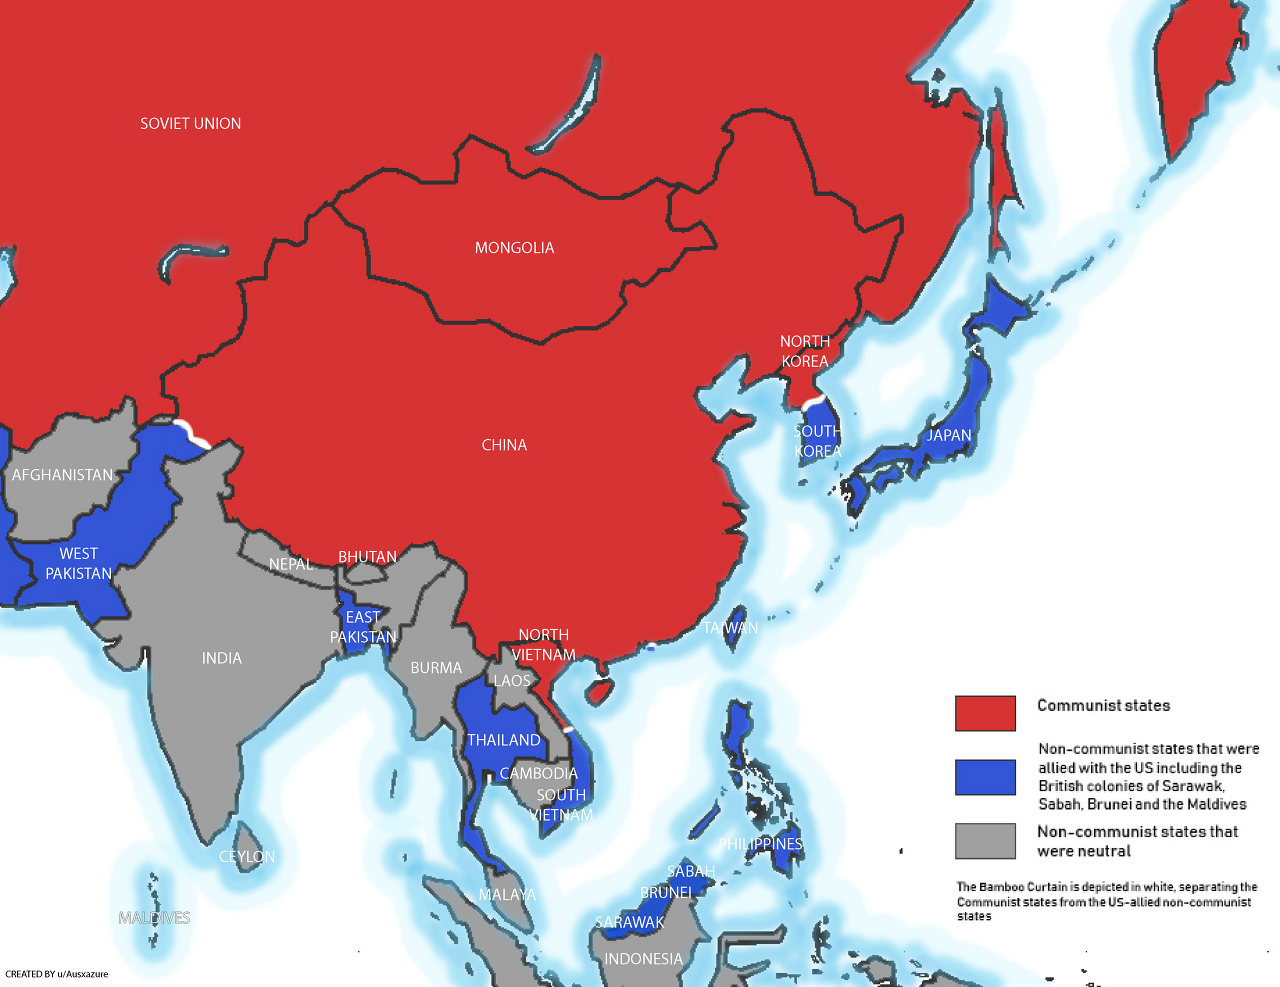 SOVIET UNION
MONGOLIA
NORTH
KOREA
SOUTH
KOREA
JAPAN
CHINA
AFGHANISTAN
WEST
PAKISTAN
NEPAL
BHUTAN
EAST
PAKISTAN
INDIA
BURMA
NORTH
VIETNAM
LAOS
TAIWAN
THAILAND
CAMBODIA
SOUTH
VIETNAM
PHILIPPINES
CEYLON
MALDIVES
MALAYA
SABAH
BRUNEI
SARAWAK
INDONESIA
Communist states
Non-communist states that were
allied with the US including the
British colonies of Sarawak,
Sabah, Brunei and the Maldives
Non-communist states that
were neutral
The Bamboo Curtain is depicted in white, separating the
Communist states from the US-allied non-communist
states
CREATED BY u/Ausxazure